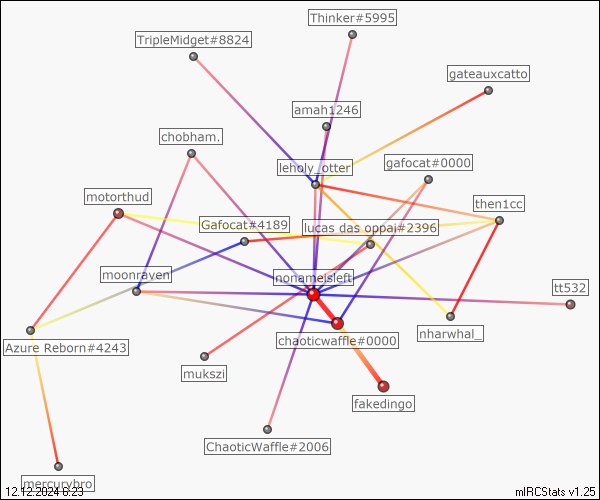 Thinker#5995
TripleMidget#8824
gateauxcatto
amah1246
chobham.
gafocat#0000
leholy_otter
motorthud
then1cc
Gafocat#4189
lucas das oppai#2396
moonraven
nonameisleft
tt532
nharwhal_
chaoticwaffle#0000
Azure Reborn#4243
mukszi
fakedingo
ChaoticWaffle#2006
mercurybro
12.12.2024 6:23
mIRCStats v1.25